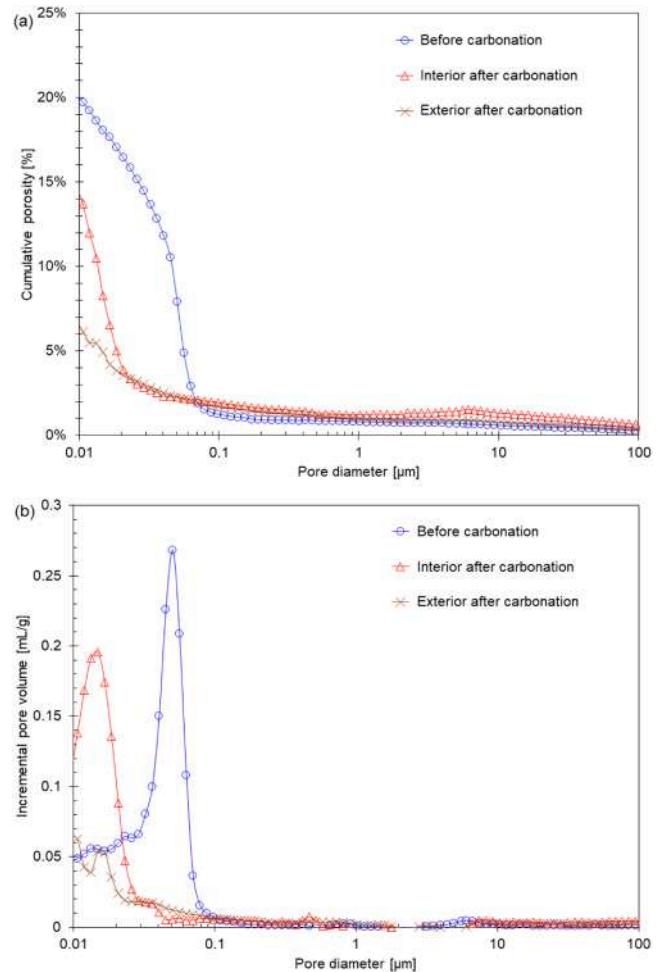 (a)
25%
20%
15%
10%
5%
0%
Cumulative porosity [%]
Before carbonation
Interior after carbonation
Exterior after carbonation
0.01
0.1
1
10
100
Pore diameter [µm]
(b)
0.3
0.25
0.2
0.15
0.1
0.05
0
Incremental pore volume [mL/g]
Before carbonation
Interior after carbonation
Exterior after carbonation
0.01
0.1
1
10
100
Pore diameter [µm]